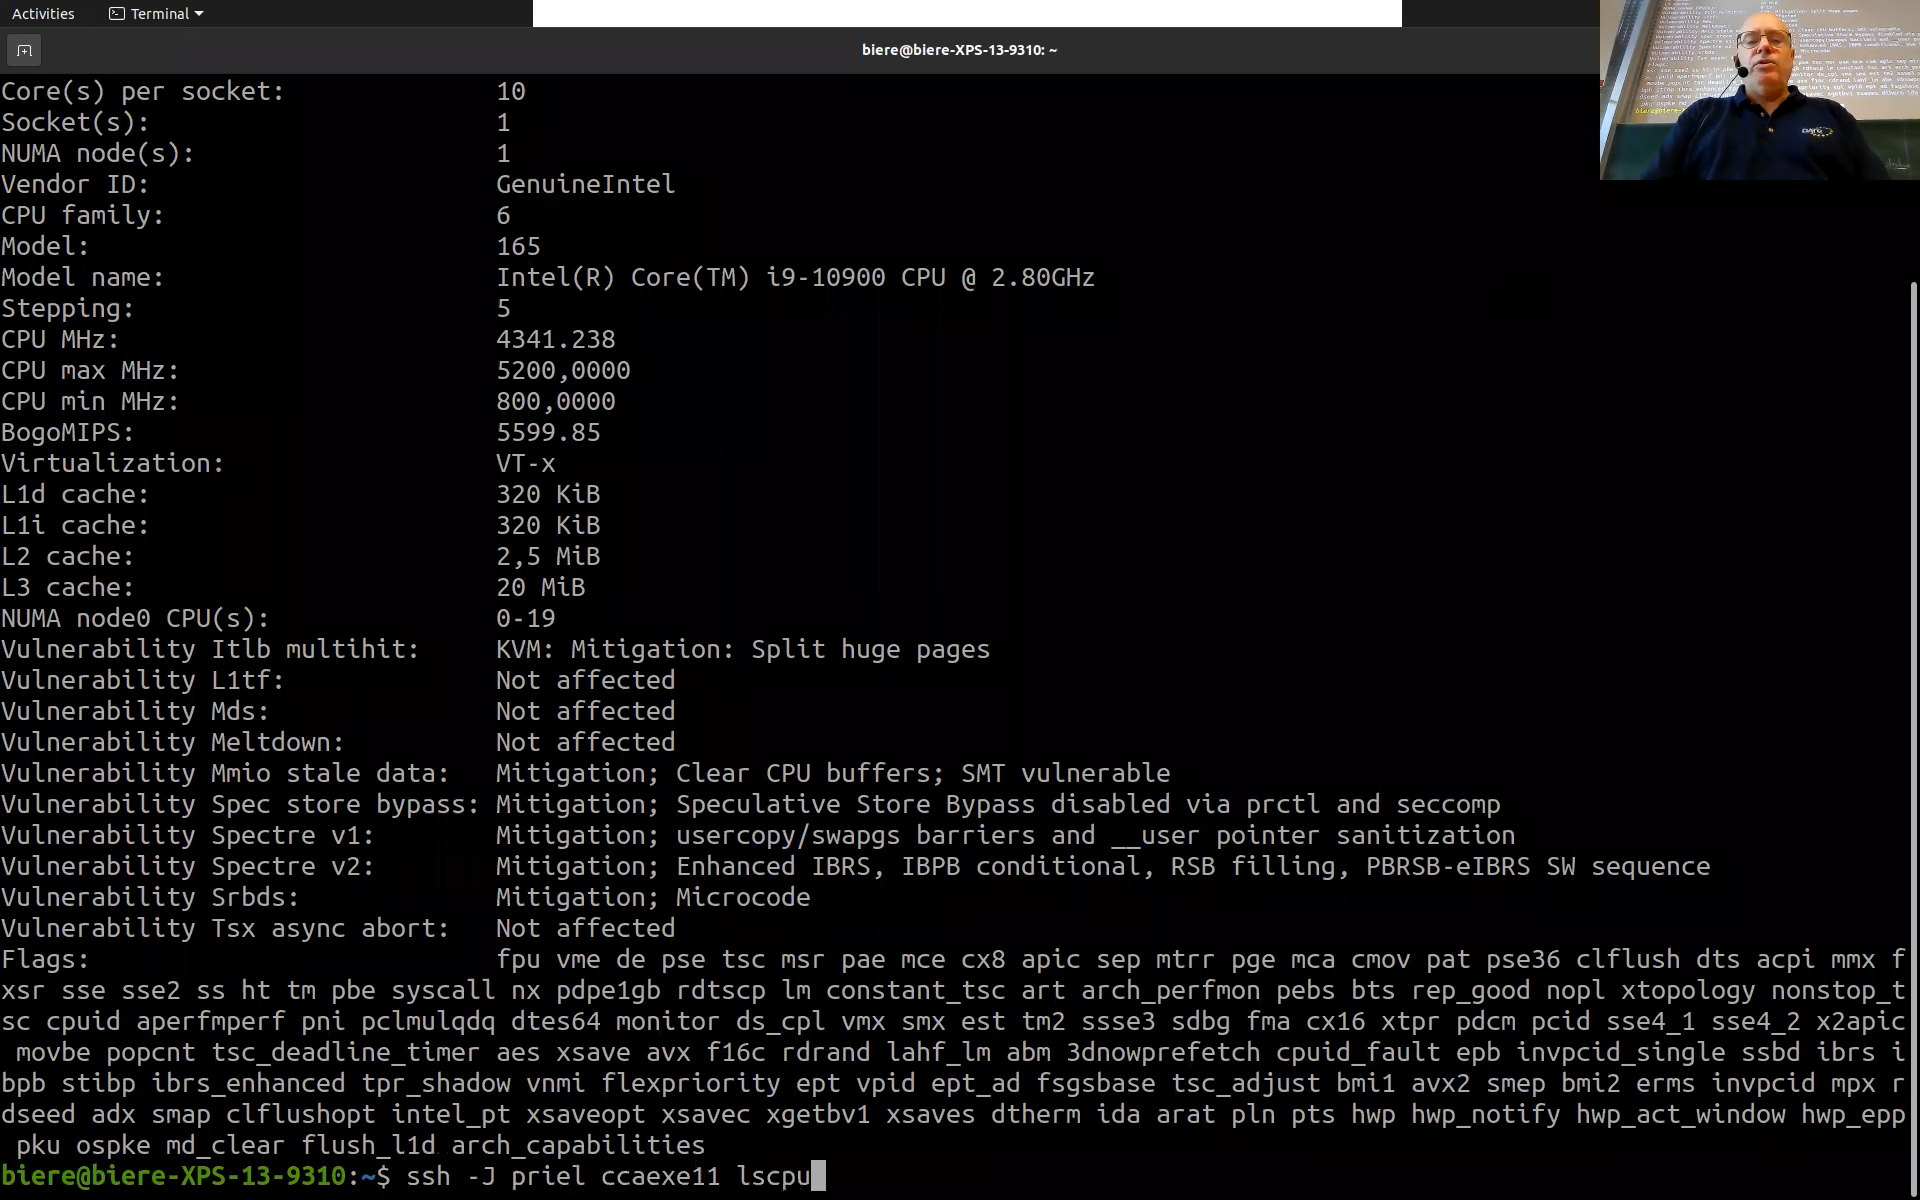 Activities Terminal
biere@biere-XPS-13-9310: ~
Core(s) per socket: 10
Socket(s): 1
NUMA node(s): 1
Vendor ID: GenuineIntel
CPU family: 6
Model: 165
Model name: Intel(R) Core(TM) i9-10900 CPU @ 2.80GHz
Stepping: 5
CPU MHz: 4341.238
CPU max MHz: 5200,0000
CPU min MHz: 800,0000
BogoMIPS: 5599.85
Virtualization: VT-x
L1d cache: 320 KiB
L1i cache: 320 KiB
L2 cache: 2,5 MiB
L3 cache: 20 MiB
NUMA node0 CPU(s): 0-19
Vulnerability Itlb multihit: KVM: Mitigation: Split huge pages
Vulnerability L1tf: Not affected
Vulnerability Mds: Not affected
Vulnerability Meltdown: Not affected
Vulnerability Mmio stale data: Mitigation; Clear CPU buffers; SMT vulnerable
Vulnerability Spec store bypass: Mitigation; Speculative Store Bypass disabled via prctl and seccomp
Vulnerability Spectre v1: Mitigation; usercopy/swapgs barriers and __user pointer sanitization
Vulnerability Spectre v2: Mitigation; Enhanced IBRS, IBPB conditional, RSB filling, PBRSB-eIBRS SW sequence
Vulnerability Srbds: Mitigation; Microcode
Vulnerability Tsx async abort: Not affected
Flags: fpu vme de pse tsc msr pae mce cx8 apic sep mtrr pge mca cmov pat pse36 clflush dts acpi mmx f
xsr sse sse2 ss ht tm pbe syscall nx pdpe1gb rdtscp lm constant_tsc art arch_perfmon pebs bts rep_good nopl xtopology nonstop_t
sc cpuid aperfmperf pni pclmulqdq dtes64 monitor ds_cpl vmx smx est tm2 ssse3 sdbg fma cx16 xtpr pdcm pcid sse4_1 sse4_2 x2apic
movbe popcnt tsc_deadline_timer aes xsave avx f16c rdrand lahf_lm abm 3dnowprefetch cpuid_fault epb invpcid_single ssbd ibrs i
bpb stibp ibrs_enhanced tpr_shadow vnmi flexpriority ept vpid ept_ad fsgsbase tsc_adjust bmi1 avx2 smep bmi2 erms invpcid mpx r
dseed adx smap clflushopt intel_pt xsaveopt xsavec xgetbv1 xsaves dtherm ida arat pln pts hwp hwp_notify hwp_act_window hwp_epp
pku ospke md_clear flush_l1d arch_capabilities
biere@biere-XPS-13-9310:~$ ssh -J priel ccaexe11 lscpu